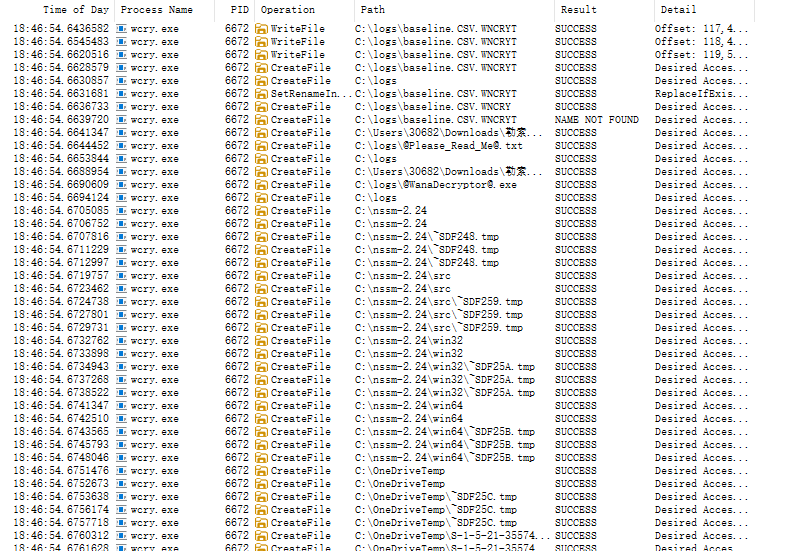 Time of Day Process Name PID Operation Path Result Detail
18:46:54.6436582 wcry.exe 6672 WriteFile C:\logs\baseline.CSV.WNCRYT SUCCESS Offset: 117,4...
18:46:54.6545483 wcry.exe 6672 WriteFile C:\logs\baseline.CSV.WNCRYT SUCCESS Offset: 118,4...
18:46:54.6620516 wcry.exe 6672 WriteFile C:\logs\baseline.CSV.WNCRYT SUCCESS Offset: 119,5...
18:46:54.6628579 wcry.exe 6672 CreateFile C:\logs\baseline.CSV.WNCRYT SUCCESS Desired Acces...
18:46:54.6630857 wcry.exe 6672 CreateFile C:\logs SUCCESS Desired Acces...
18:46:54.6631681 wcry.exe 6672 SetRenameIn... C:\logs\baseline.CSV.WNCRYT SUCCESS ReplaceIfExis...
18:46:54.6636733 wcry.exe 6672 CreateFile C:\logs\baseline.CSV.WNCRY SUCCESS Desired Acces...
18:46:54.6639720 wcry.exe 6672 CreateFile C:\logs\baseline.CSV.WNCRYT NAME NOT FOUND Desired Acces...
18:46:54.6641347 wcry.exe 6672 CreateFile C:\Users\30682\Downloads\勒索... SUCCESS Desired Acces...
18:46:54.6644452 wcry.exe 6672 CreateFile C:\logs\@Please_Read_Me@.txt SUCCESS Desired Acces...
18:46:54.6653844 wcry.exe 6672 CreateFile C:\logs SUCCESS Desired Acces...
18:46:54.6688954 wcry.exe 6672 CreateFile C:\Users\30682\Downloads\勒索... SUCCESS Desired Acces...
18:46:54.6690609 wcry.exe 6672 CreateFile C:\logs\@WanaDecryptor@.exe SUCCESS Desired Acces...
18:46:54.6694124 wcry.exe 6672 CreateFile C:\logs SUCCESS Desired Acces...
18:46:54.6705085 wcry.exe 6672 CreateFile C:\nssm-2.24 SUCCESS Desired Acces...
18:46:54.6706752 wcry.exe 6672 CreateFile C:\nssm-2.24 SUCCESS Desired Acces...
18:46:54.6707816 wcry.exe 6672 CreateFile C:\nssm-2.24\~SDF248.tmp SUCCESS Desired Acces...
18:46:54.6711229 wcry.exe 6672 CreateFile C:\nssm-2.24\~SDF248.tmp SUCCESS Desired Acces...
18:46:54.6712997 wcry.exe 6672 CreateFile C:\nssm-2.24\~SDF248.tmp SUCCESS Desired Acces...
18:46:54.6719757 wcry.exe 6672 CreateFile C:\nssm-2.24\src SUCCESS Desired Acces...
18:46:54.6723462 wcry.exe 6672 CreateFile C:\nssm-2.24\src SUCCESS Desired Acces...
18:46:54.6724738 wcry.exe 6672 CreateFile C:\nssm-2.24\src\~SDF259.tmp SUCCESS Desired Acces...
18:46:54.6727801 wcry.exe 6672 CreateFile C:\nssm-2.24\src\~SDF259.tmp SUCCESS Desired Acces...
18:46:54.6729731 wcry.exe 6672 CreateFile C:\nssm-2.24\src\~SDF259.tmp SUCCESS Desired Acces...
18:46:54.6732762 wcry.exe 6672 CreateFile C:\nssm-2.24\win32 SUCCESS Desired Acces...
18:46:54.6733898 wcry.exe 6672 CreateFile C:\nssm-2.24\win32 SUCCESS Desired Acces...
18:46:54.6734943 wcry.exe 6672 CreateFile C:\nssm-2.24\win32\~SDF25A.tmp SUCCESS Desired Acces...
18:46:54.6737268 wcry.exe 6672 CreateFile C:\nssm-2.24\win32\~SDF25A.tmp SUCCESS Desired Acces...
18:46:54.6738522 wcry.exe 6672 CreateFile C:\nssm-2.24\win32\~SDF25A.tmp SUCCESS Desired Acces...
18:46:54.6741347 wcry.exe 6672 CreateFile C:\nssm-2.24\win64 SUCCESS Desired Acces...
18:46:54.6742510 wcry.exe 6672 CreateFile C:\nssm-2.24\win64 SUCCESS Desired Acces...
18:46:54.6743565 wcry.exe 6672 CreateFile C:\nssm-2.24\win64\~SDF25B.tmp SUCCESS Desired Acces...
18:46:54.6745793 wcry.exe 6672 CreateFile C:\nssm-2.24\win64\~SDF25B.tmp SUCCESS Desired Acces...
18:46:54.6748046 wcry.exe 6672 CreateFile C:\nssm-2.24\win64\~SDF25B.tmp SUCCESS Desired Acces...
18:46:54.6751476 wcry.exe 6672 CreateFile C:\OneDriveTemp SUCCESS Desired Acces...
18:46:54.6752673 wcry.exe 6672 CreateFile C:\OneDriveTemp SUCCESS Desired Acces...
18:46:54.6753638 wcry.exe 6672 CreateFile C:\OneDriveTemp\~SDF25C.tmp SUCCESS Desired Acces...
18:46:54.6756174 wcry.exe 6672 CreateFile C:\OneDriveTemp\~SDF25C.tmp SUCCESS Desired Acces...
18:46:54.6757718 wcry.exe 6672 CreateFile C:\OneDriveTemp\~SDF25C.tmp SUCCESS Desired Acces...
18:46:54.6760312 wcry.exe 6672 CreateFile C:\OneDriveTemp\S-1-5-21-35574... SUCCESS Desired Acces...
18:46:54.6761628 wcry.exe 6672 CreateFile C:\OneDriveTemp\S-1-5-21-35574... SUCCESS Desired Acces...